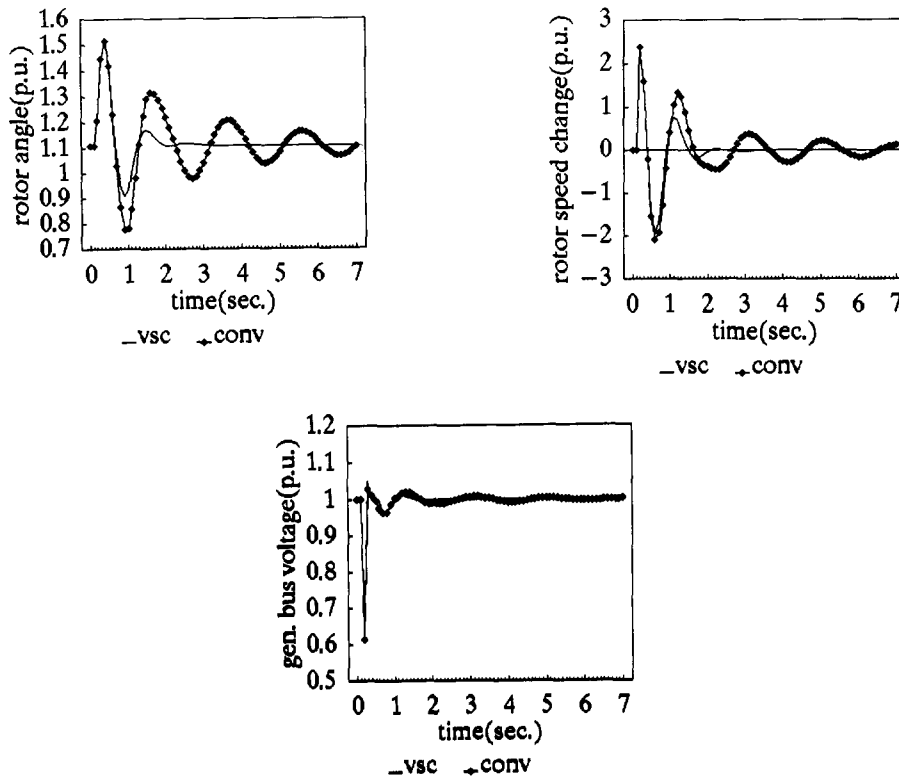 rotor angle(p.u.)
1.6
1.5
1.4
1.3
1.2
1.1
1
0.9
0.8
0.7
0 1 2 3 4 5 6 7
time(sec.)
vsc conv
rotor speed change(p.u.)
3
2
1
0
−1
−2
−3
0 1 2 3 4 5 6 7
time(sec.)
vsc conv
gen. bus voltage(p.u.)
1.2
1.1
1
0.9
0.8
0.7
0.6
0.5
0 1 2 3 4 5 6 7
time(sec.)
vsc conv